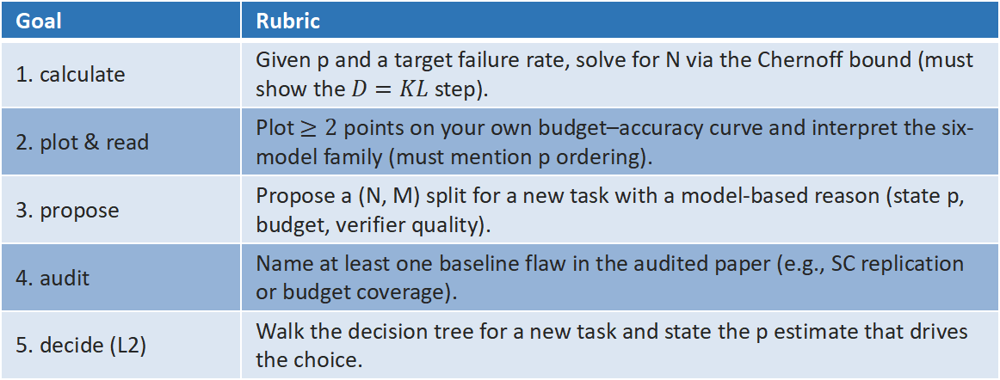 Goal Rubric
1. calculate Given p and a target failure rate, solve for N via the Chernoff bound (must
show the D = KL step).
2. plot & read Plot ≥ 2 points on your own budget–accuracy curve and interpret the six-
model family (must mention p ordering).
3. propose Propose a (N, M) split for a new task with a model-based reason (state p,
budget, verifier quality).
4. audit Name at least one baseline flaw in the audited paper (e.g., SC replication
or budget coverage).
5. decide (L2) Walk the decision tree for a new task and state the p estimate that drives
the choice.